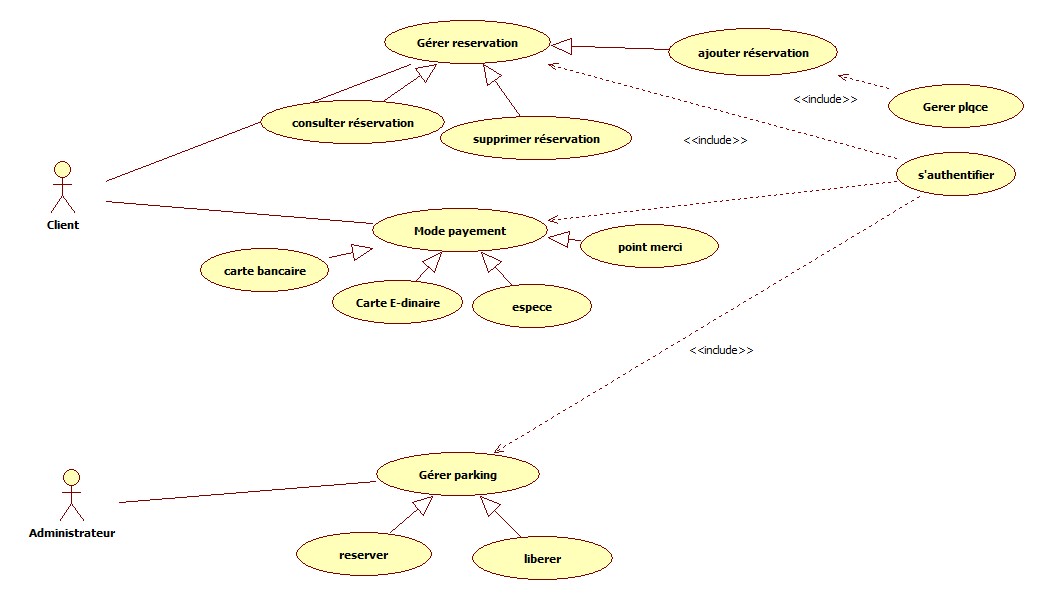 Gérer reservation
ajouter réservation
<<include>>
Gerer plqce
consulter réservation
supprimer réservation
<<include>>
s'authentifier
Client
Mode payement
point merci
carte bancaire
Carte E-dinaire
espece
<<include>>
Gérer parking
Administrateur
reserver
liberer